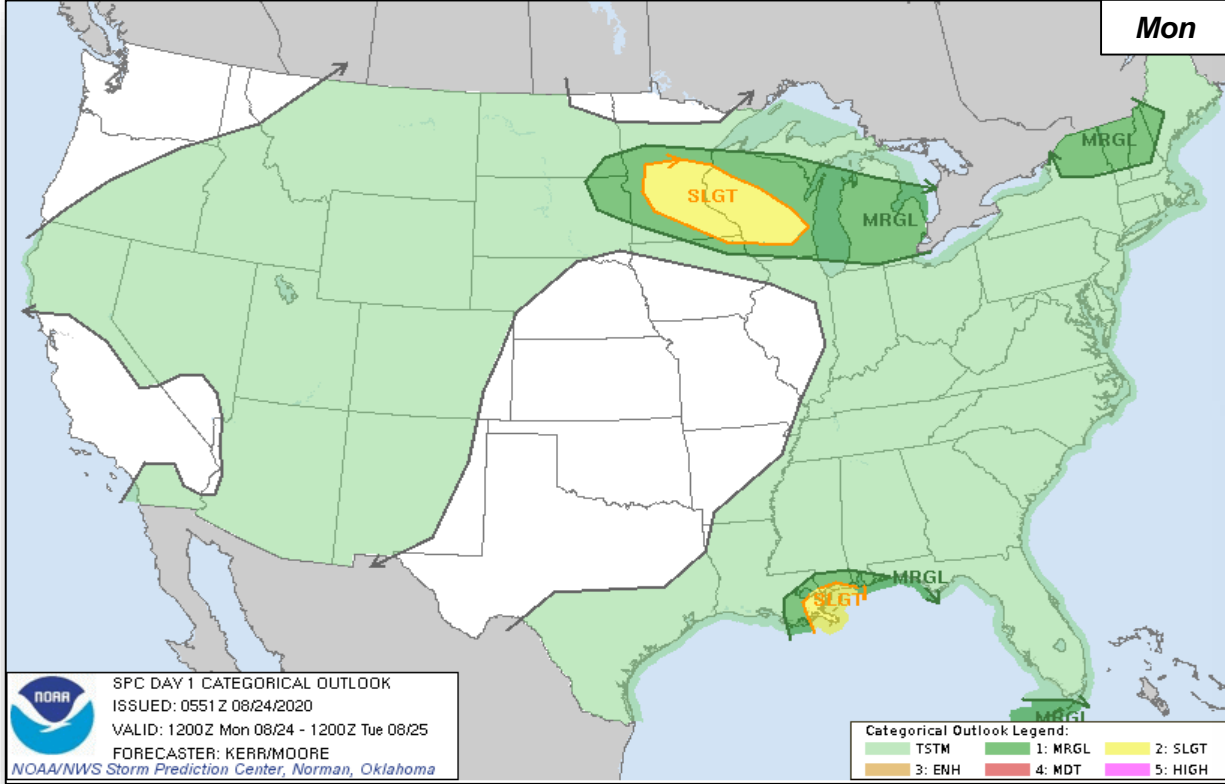 Mon
MRGL
SLGT
MRGL
MRGL
SLGT
MRGL
NOAA
SPC DAY 1 CATEGORICAL OUTLOOK
ISSUED: 0551Z 08/24/2020
VALID: 1200Z Mon 08/24 - 1200Z Tue 08/25
FORECASTER: KERR/MOORE
NOAA/NWS Storm Prediction Center, Norman, Oklahoma
Categorical Outlook Legend:
TSTM 1: MRGL 2: SLGT
3: ENH 4: MDT 5: HIGH